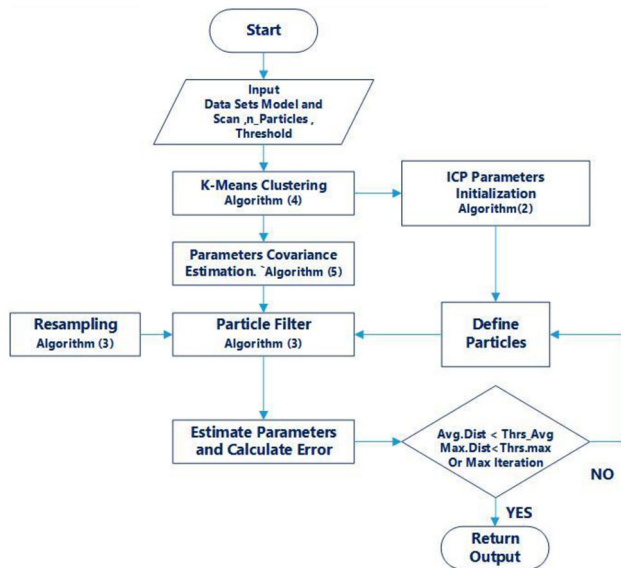 Start
Input
Data Sets Model and
Scan ,n_Particles ,
Threshold
K-Means Clustering
Algorithm (4)
ICP Parameters
Initialization
Algorithm(2)
Parameters Covariance
Estimation. `Algorithm (5)
Resampling
Algorithm (3)
Particle Filter
Algorithm (3)
Define
Particles
Estimate Parameters
and Calculate Error
Avg.Dist < Thrs_Avg
Max.Dist<Thrs.max
Or Max Iteration
NO
YES
Return
Output